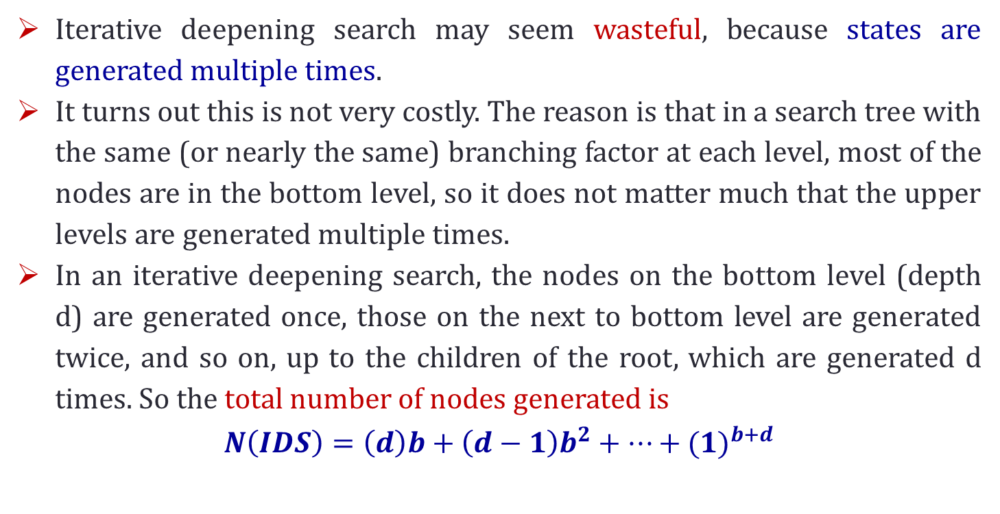 ➢ Iterative deepening search may seem wasteful, because states are
generated multiple times.
➢ It turns out this is not very costly. The reason is that in a search tree with
the same (or nearly the same) branching factor at each level, most of the
nodes are in the bottom level, so it does not matter much that the upper
levels are generated multiple times.
➢ In an iterative deepening search, the nodes on the bottom level (depth
d) are generated once, those on the next to bottom level are generated
twice, and so on, up to the children of the root, which are generated d
times. So the total number of nodes generated is
N(IDS) = (d)b + (d − 1)b² + ⋯ + (1)^{b+d}